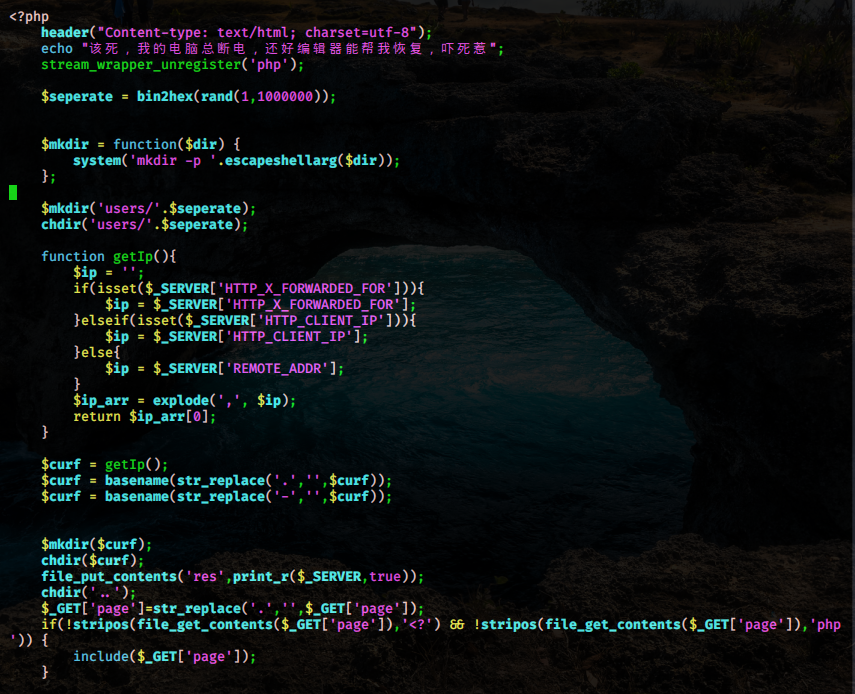 <?php
    header("Content-type: text/html; charset=utf-8");
    echo "该死，我的电脑总断电，还好编辑器能帮我恢复，吓死惹";
    stream_wrapper_unregister('php');
    $seperate = bin2hex(rand(1,1000000));
    $mkdir = function($dir) {
        system('mkdir -p '.escapeshellarg($dir));
    };
    $mkdir('users/'.$seperate);
    chdir('users/'.$seperate);
    function getIp(){
        $ip = '';
        if(isset($_SERVER['HTTP_X_FORWARDED_FOR'])){
            $ip = $_SERVER['HTTP_X_FORWARDED_FOR'];
        }elseif(isset($_SERVER['HTTP_CLIENT_IP'])){
            $ip = $_SERVER['HTTP_CLIENT_IP'];
        }else{
            $ip = $_SERVER['REMOTE_ADDR'];
        }
        $ip_arr = explode(',', $ip);
        return $ip_arr[0];
    }
    $curf = getIp();
    $curf = basename(str_replace('.','',$curf));
    $curf = basename(str_replace('-','',$curf));
    $mkdir($curf);
    chdir($curf);
    file_put_contents('res',print_r($_SERVER,true));
    chdir('..');
    $_GET['page']=str_replace('.','',$_GET['page']);
    if(!stripos(file_get_contents($_GET['page']),'<?') && !stripos(file_get_contents($_GET['page']),'php
')) {
        include($_GET['page']);
    }